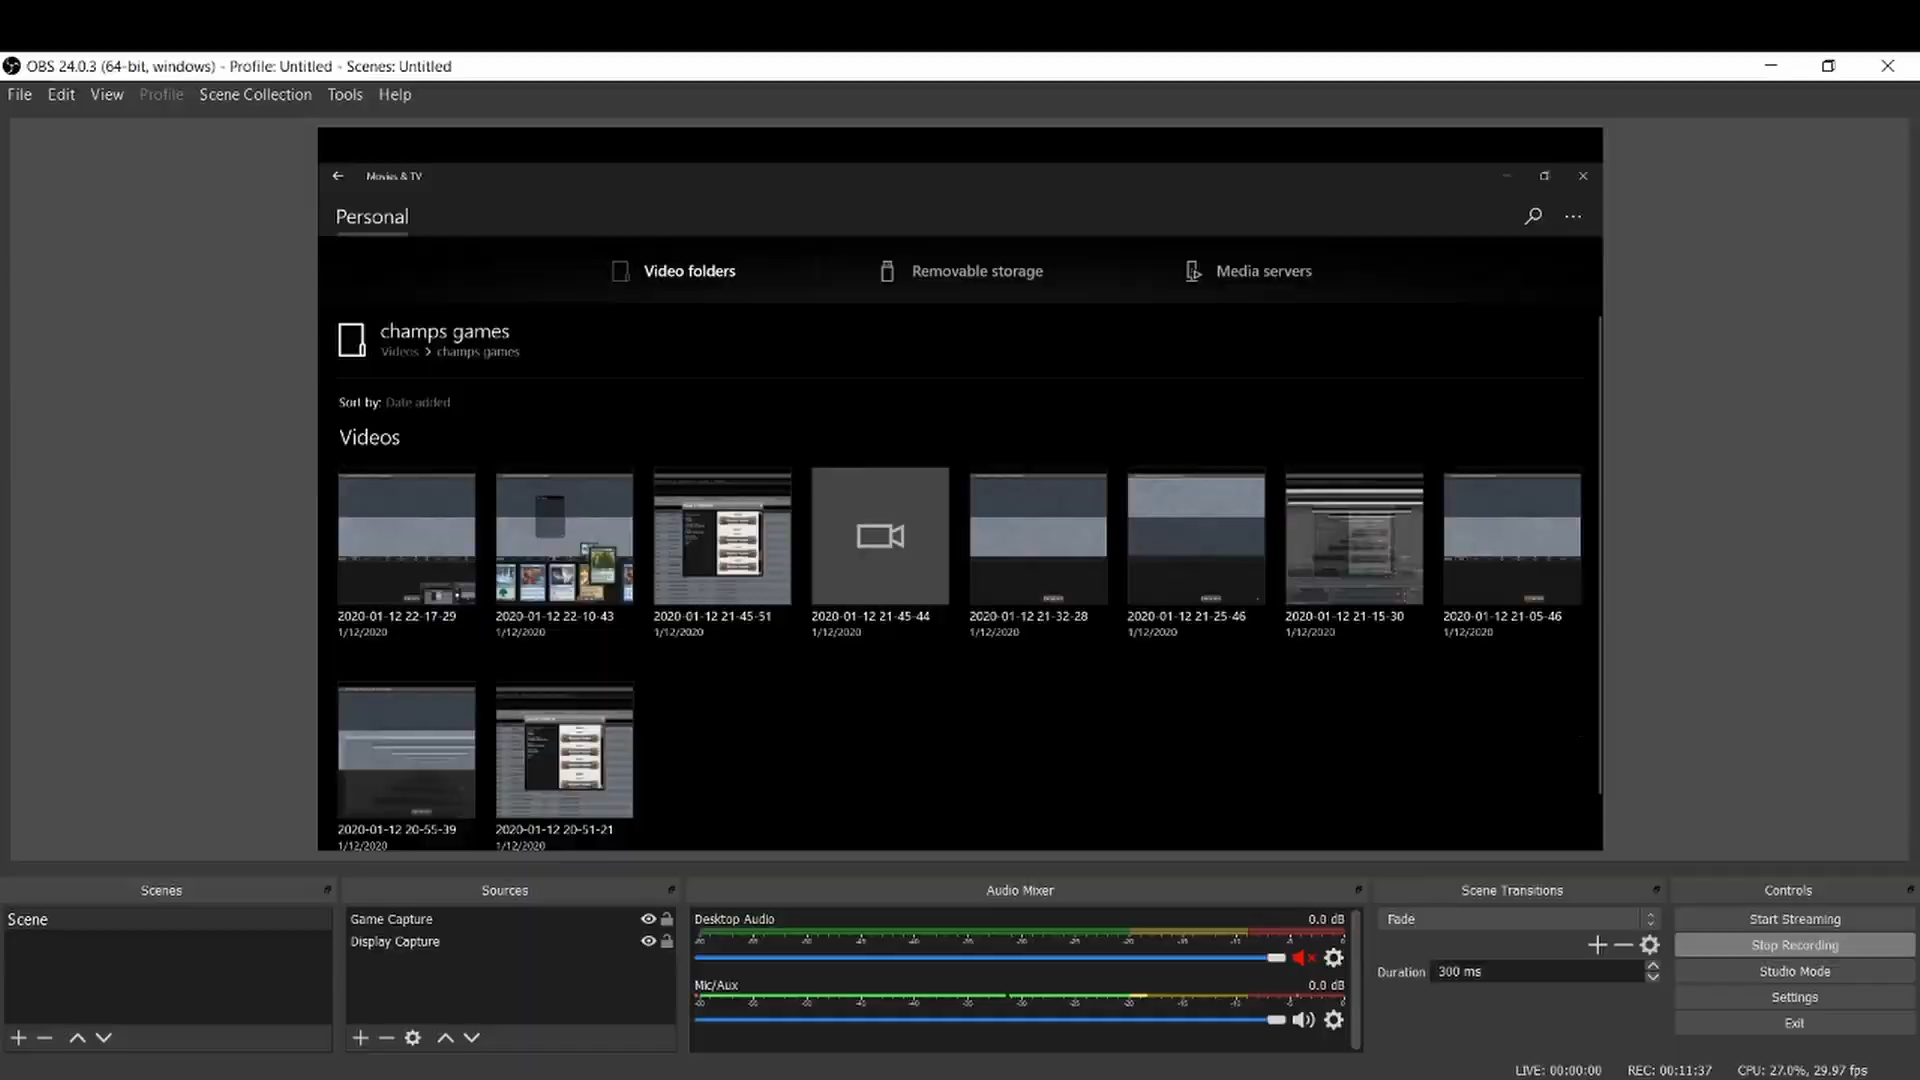 OBS 24.0.3 (64-bit, windows) - Profile: Untitled - Scenes: Untitled
File Edit View Profile Scene Collection Tools Help
Movies & TV
Personal
Video folders
Removable storage
Media servers
champs games
Videos > champs games
Sort by: Date added
Videos
2020-01-12 22-17-29
1/12/2020
2020-01-12 22-10-43
1/12/2020
2020-01-12 21-45-51
1/12/2020
2020-01-12 21-45-44
1/12/2020
2020-01-12 21-32-28
1/12/2020
2020-01-12 21-25-46
1/12/2020
2020-01-12 21-15-30
1/12/2020
2020-01-12 21-05-46
1/12/2020
2020-01-12 20-55-39
1/12/2020
2020-01-12 20-51-21
1/12/2020
Scenes
Scene
Sources
Game Capture
Display Capture
Audio Mixer
Desktop Audio 0.0 dB
Mic/Aux 0.0 dB
Scene Transitions
Fade
Duration 300 ms
Controls
Start Streaming
Stop Recording
Studio Mode
Settings
Exit
LIVE: 00:00:00 REC: 00:11:37 CPU: 27.0%, 29.97 fps